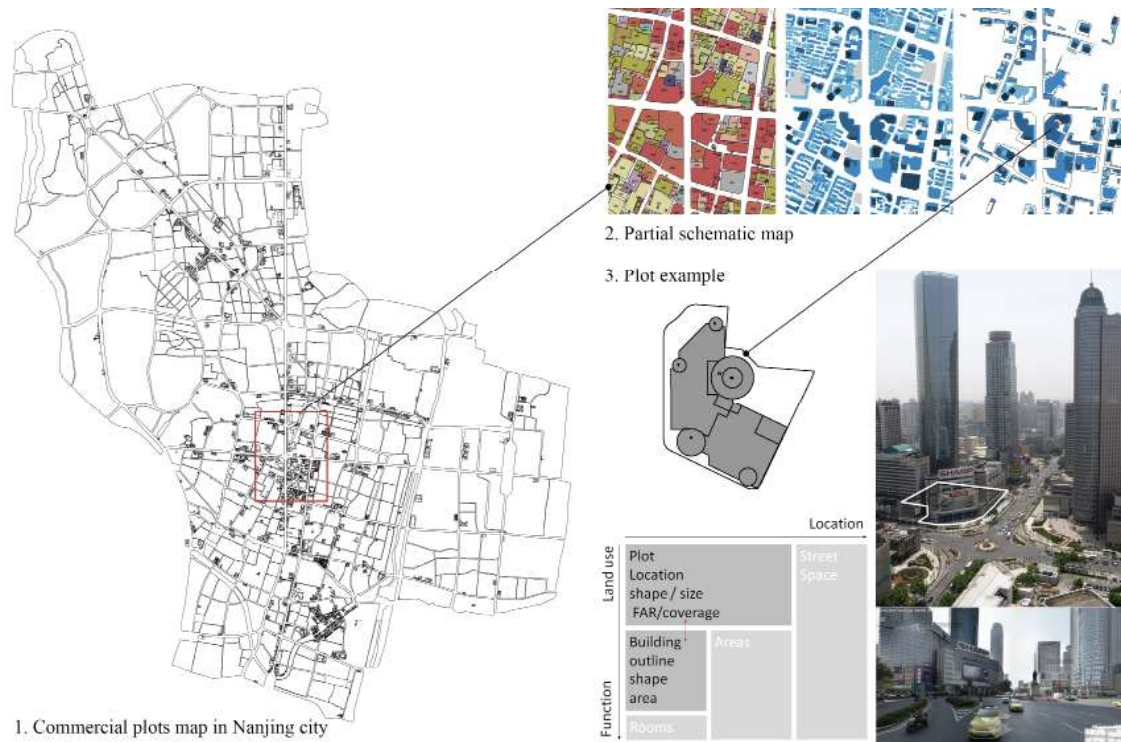 2. Partial schematic map
3. Plot example
SHARP
Location
Land use
Plot
Location
shape / size
FAR/coverage
Street
Space
Building
outline
shape
area
Areas
Function
Rooms
1. Commercial plots map in Nanjing city